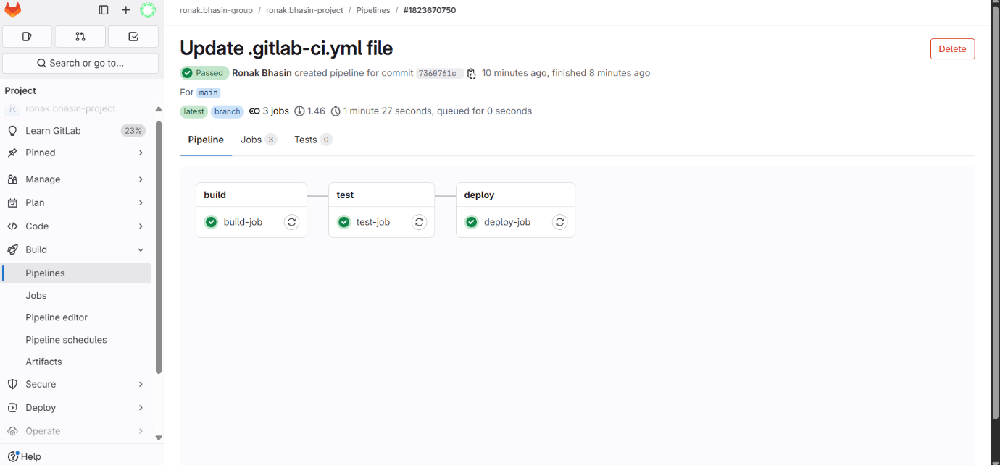 ronak.bhasin-group / ronak.bhasin-project / Pipelines / #1823670750
Search or go to...
Project
R ronak.bhasin-project
Learn GitLab 23%
Pinned
Manage
Plan
Code
Build
Pipelines
Jobs
Pipeline editor
Pipeline schedules
Artifacts
Secure
Deploy
Operate
Help
Update .gitlab-ci.yml file
Delete
Passed Ronak Bhasin created pipeline for commit 7360761c 10 minutes ago, finished 8 minutes ago
For main
latest branch 3 jobs 1.46 1 minute 27 seconds, queued for 0 seconds
Pipeline Jobs 3 Tests 0
build test deploy
build-job test-job deploy-job